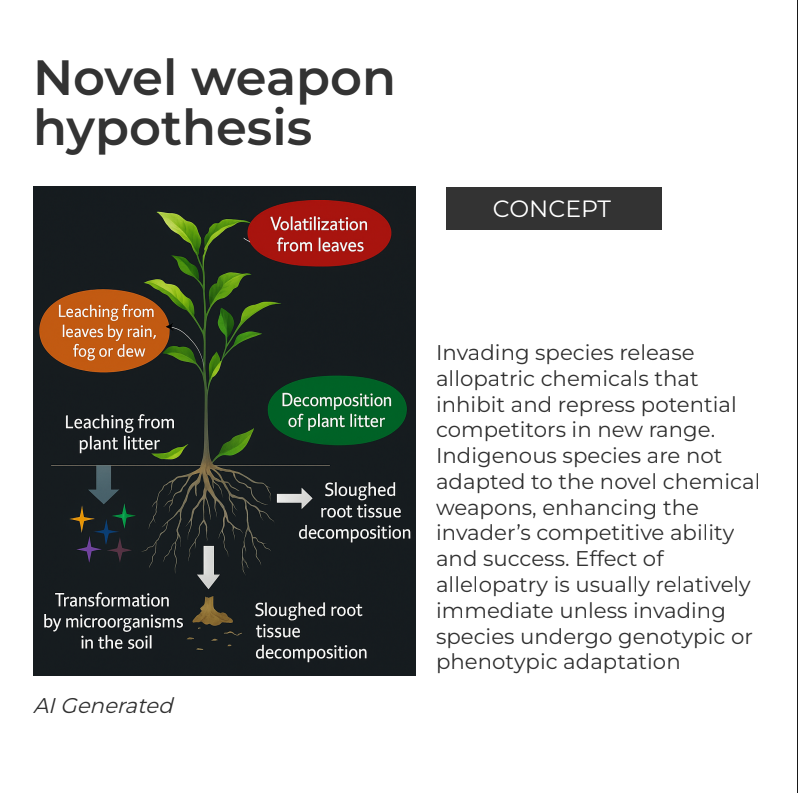 Novel weapon
hypothesis
Volatilization
from leaves
Leaching from
leaves by rain,
fog or dew
Decomposition
of plant litter
Leaching from
plant litter
Sloughed
root tissue
decomposition
Transformation
by microorganisms
in the soil
Sloughed root
tissue
decomposition
AI Generated
CONCEPT
Invading species release
allopatric chemicals that
inhibit and repress potential
competitors in new range.
Indigenous species are not
adapted to the novel chemical
weapons, enhancing the
invader’s competitive ability
and success. Effect of
allelopatry is usually relatively
immediate unless invading
species undergo genotypic or
phenotypic adaptation